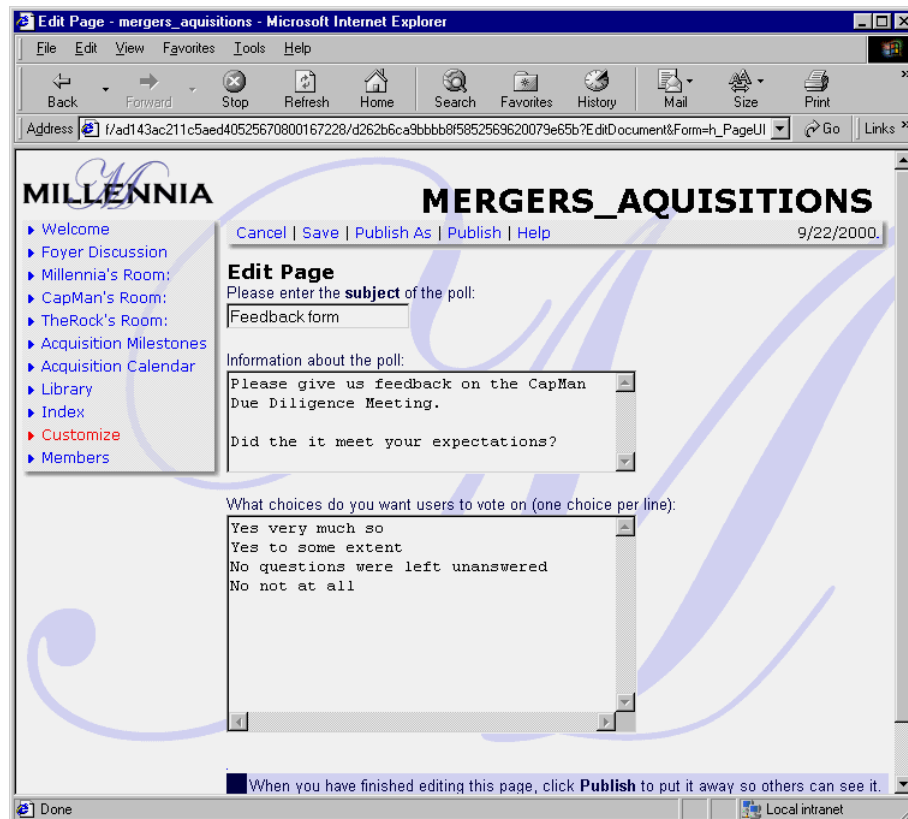 Edit Page - mergers_aquisitions - Microsoft Internet Explorer
File Edit View Favorites Tools Help
Back Forward Stop Refresh Home Search Favorites History Mail Size Print »
Address f/ad143ac211c5aed40525670800167228/d262b6ca9bbbb8f5852569620079e65b?EditDocument&Form=h_PageUI Go Links »
MILLENNIA
MERGERS_AQUISITIONS
Cancel | Save | Publish As | Publish | Help 9/22/2000.
Welcome
Foyer Discussion
Millennia's Room:
CapMan's Room:
TheRock's Room:
Acquisition Milestones
Acquisition Calendar
Library
Index
Customize
Members
Edit Page
Please enter the subject of the poll:
Feedback form
Information about the poll:
Please give us feedback on the CapMan
Due Diligence Meeting.
Did the it meet your expectations?
What choices do you want users to vote on (one choice per line):
Yes very much so
Yes to some extent
No questions were left unanswered
No not at all
When you have finished editing this page, click Publish to put it away so others can see it.
Done Local intranet